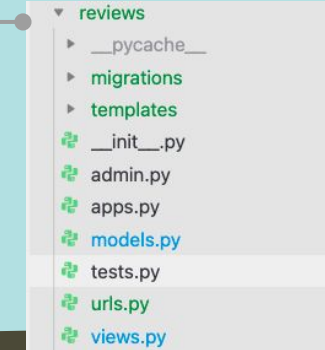 reviews
__pycache__
migrations
templates
__init__.py
admin.py
apps.py
models.py
tests.py
urls.py
views.py